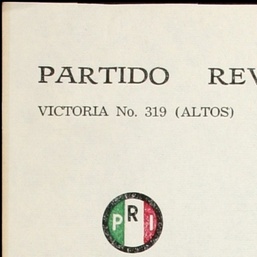 PARTIDO REV
VICTORIA No. 319 (ALTOS)
PRI